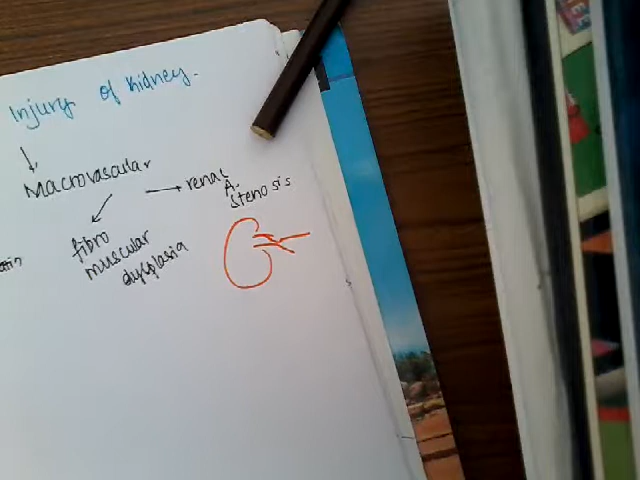 Injury of kidney.
Macrovascular
renal
A.
stenosis
fibro
muscular
dysplasia